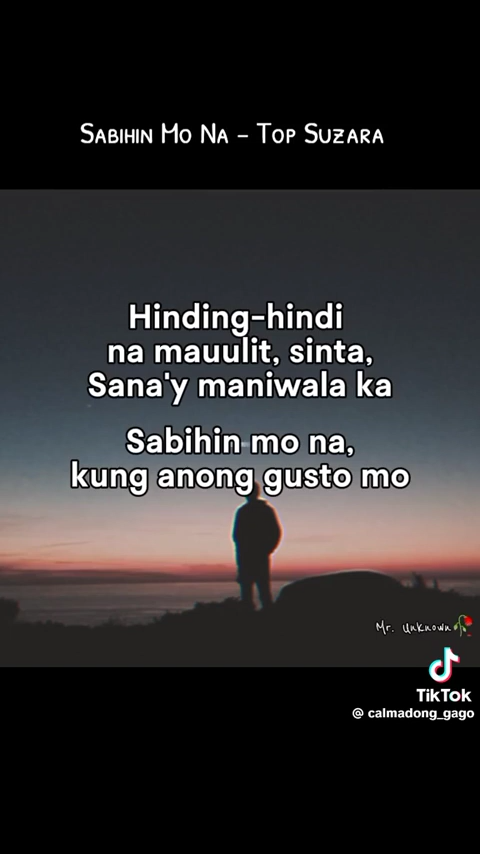 Sabihin Mo Na – Top Suzara
Hinding-hindi
na mauulit, sinta,
Sana'y maniwala ka
Sabihin mo na,
kung anong gusto mo
Mr. Unknown
TikTok
@ calmadong_gago